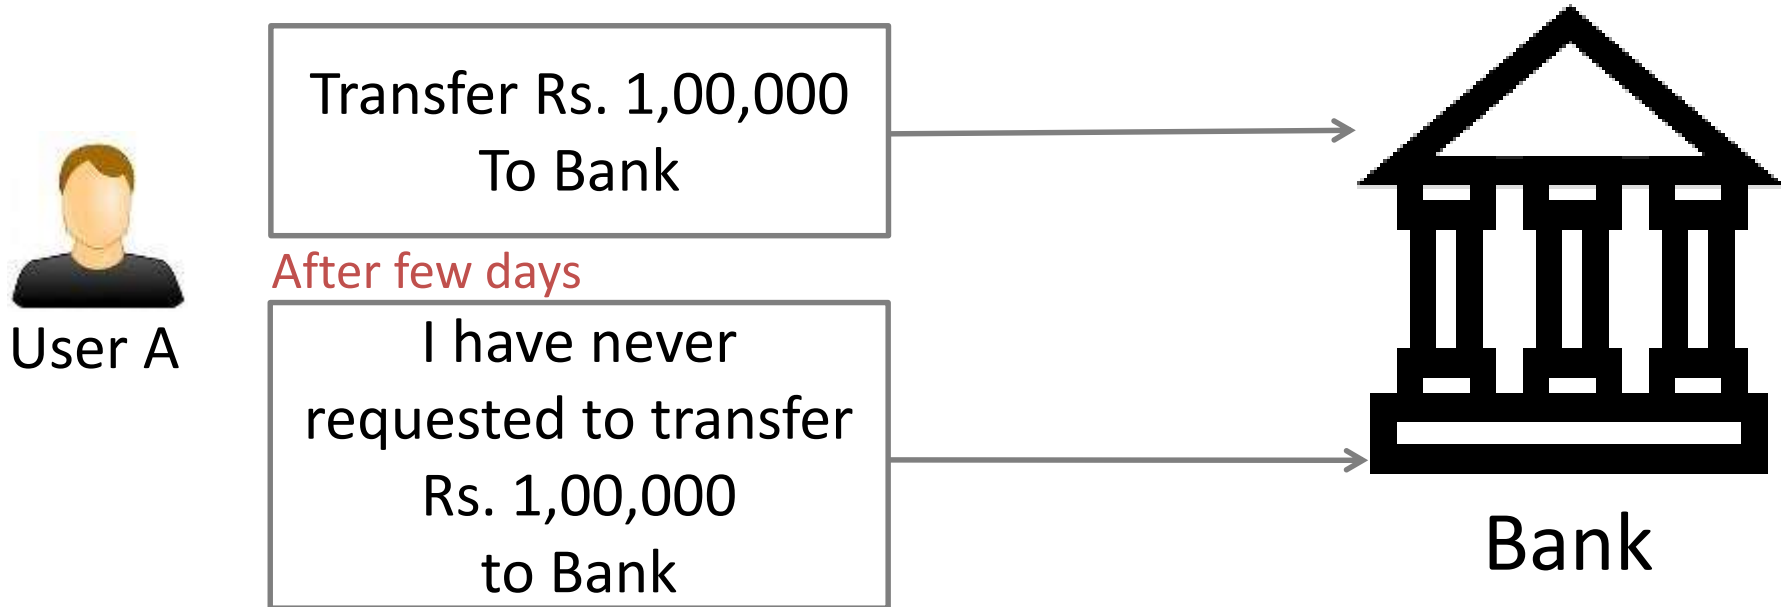 Transfer Rs. 1,00,000
To Bank
After few days
User A
I have never
requested to transfer
Rs. 1,00,000
to Bank
Bank